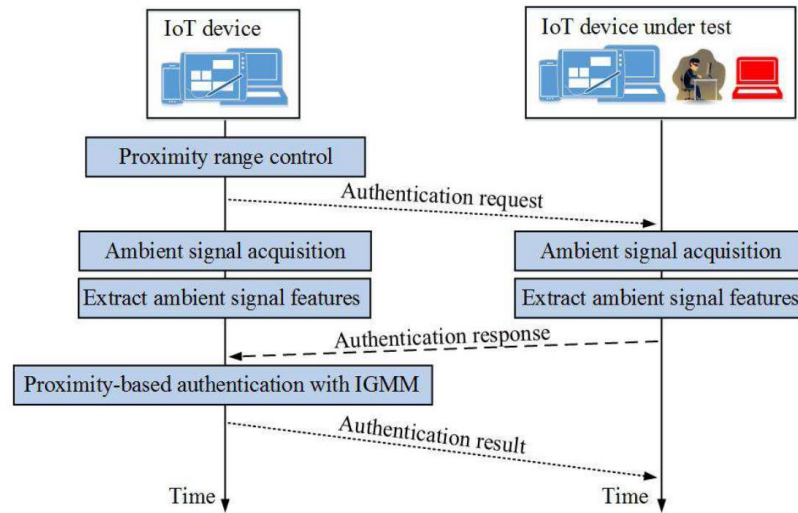 IoT device
IoT device under test
Proximity range control
Authentication request
Ambient signal acquisition
Ambient signal acquisition
Extract ambient signal features
Extract ambient signal features
Authentication response
Proximity-based authentication with IGMM
Authentication result
Time
Time